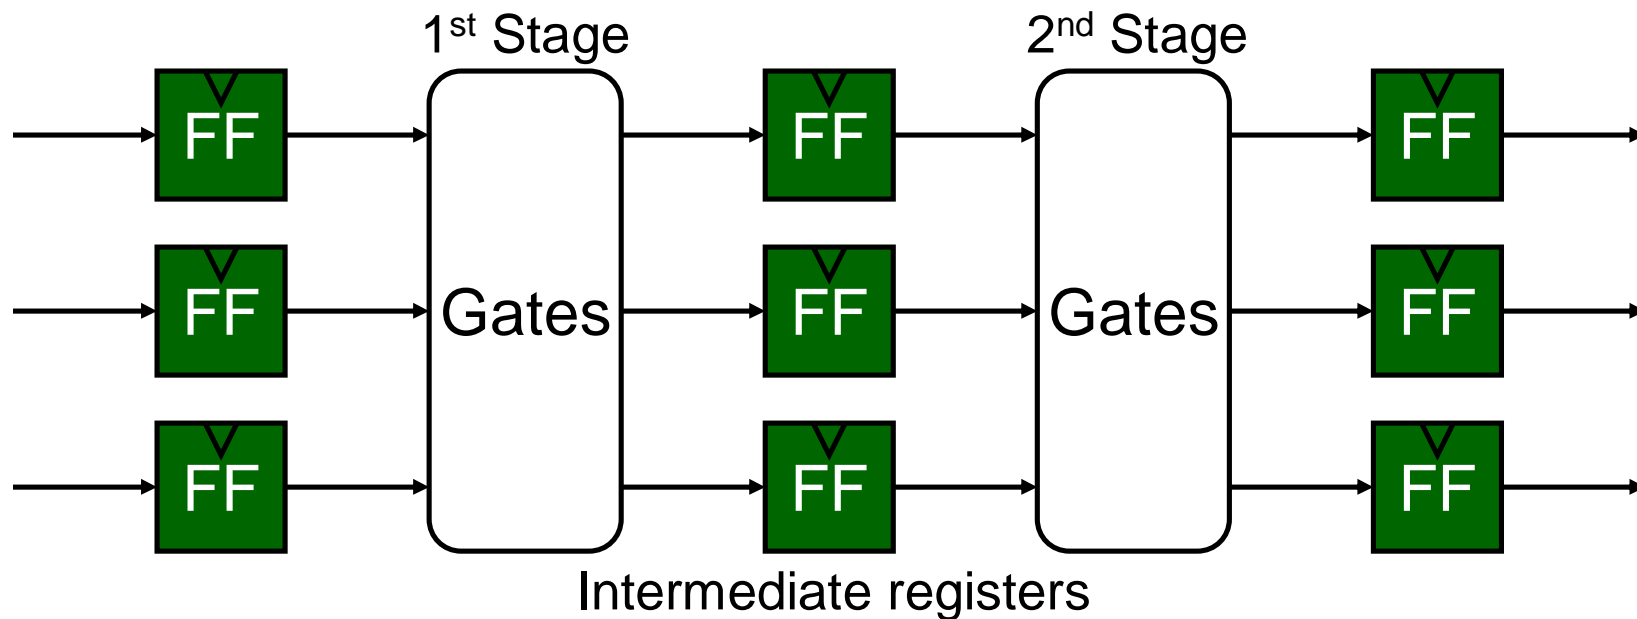 1st Stage 2nd Stage
FF FF FF
FF Gates FF Gates FF
FF FF FF
Intermediate registers